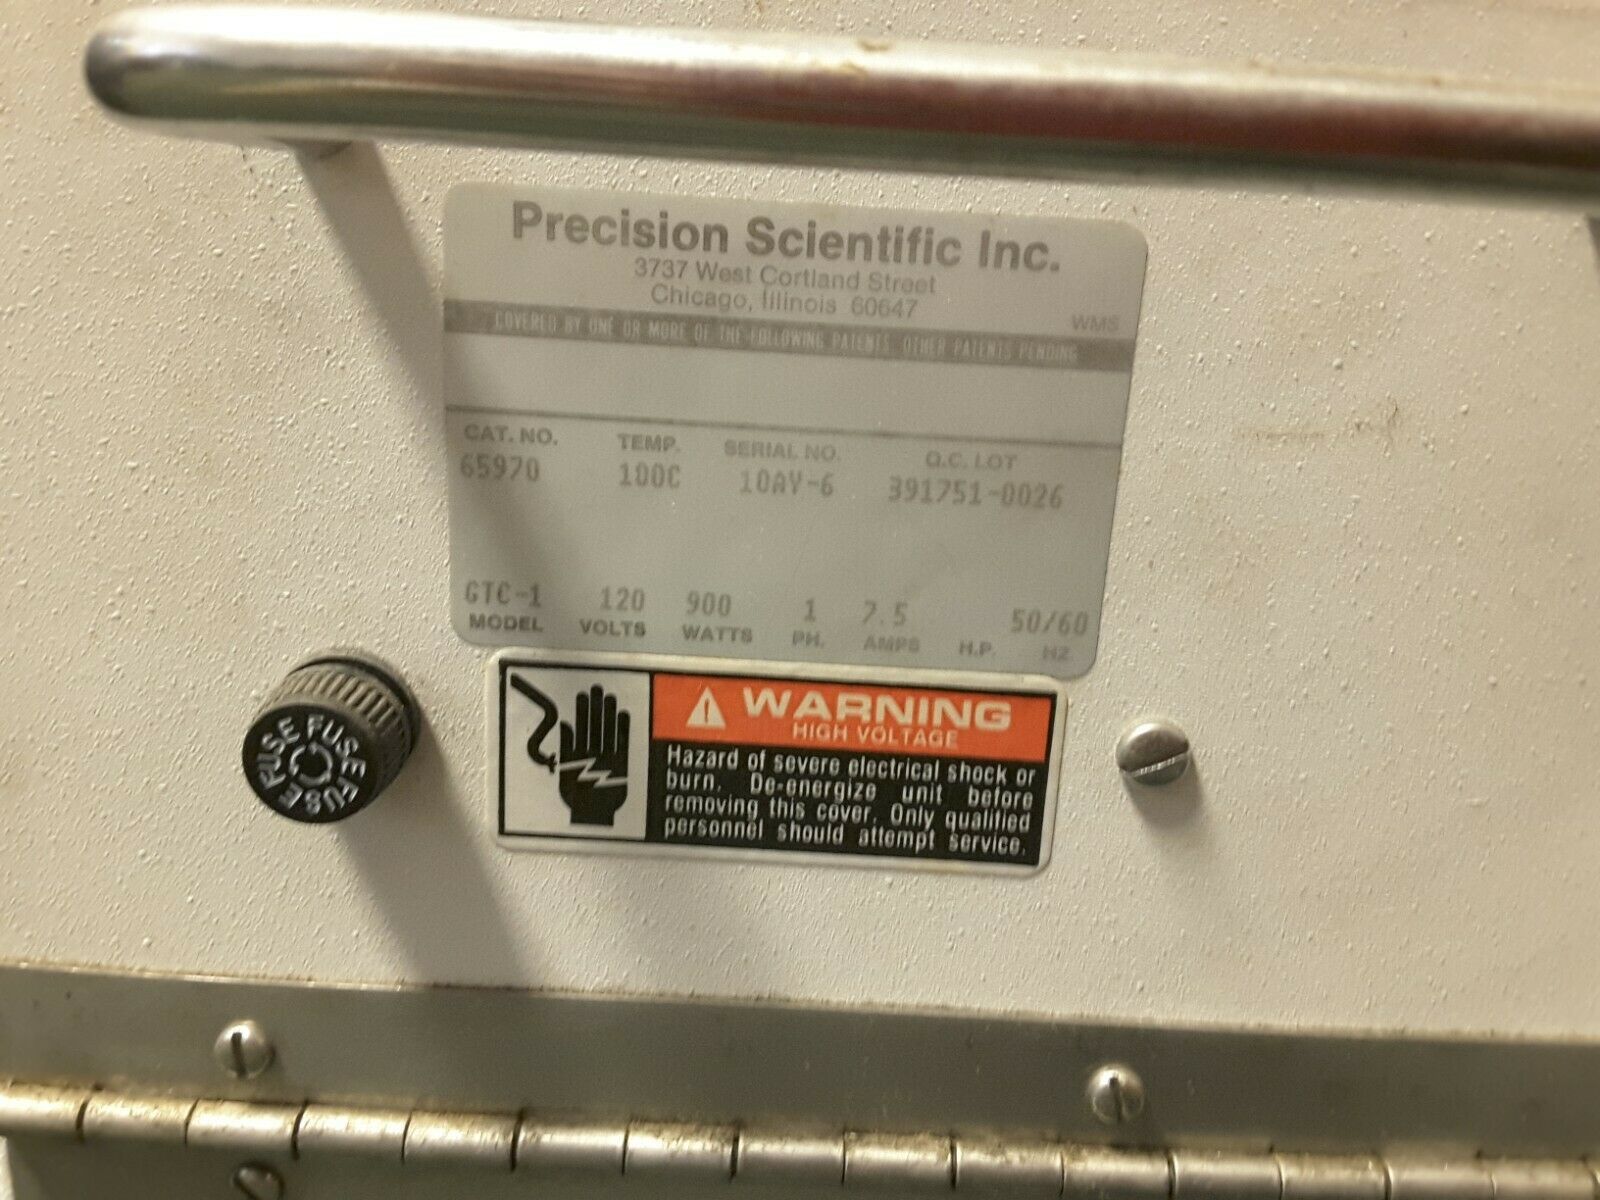 Precision Scientific Inc.
3737 West Cortland Street
Chicago, Illinois 60647
WMS
COVERED BY ONE OR MORE OF THE FOLLOWING PATENTS, OTHER PATENTS PENDING
CAT. NO. TEMP. SERIAL NO. Q.C. LOT
65970 100C 10AY-6 391751-0026
GTC-1 120 900 1 7.5 50/60
MODEL VOLTS WATTS PH. AMPS H.P. HZ
FUSE FUSE FUSE FUSE
WARNING
HIGH VOLTAGE
Hazard of severe electrical shock or
burn. De-energize unit before
removing this cover. Only qualified
personnel should attempt service.